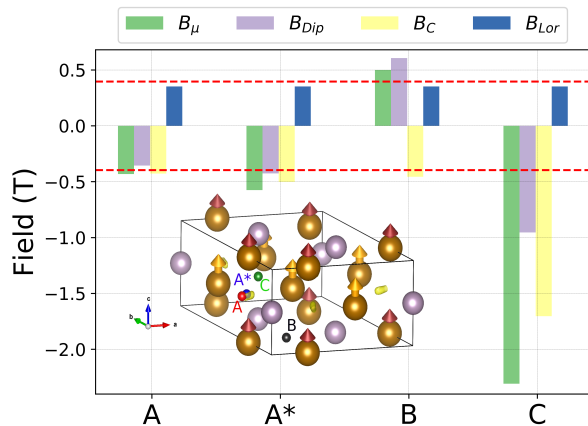 B_μ B_Dip B_C B_Lor
Field (T)
0.5
0.0
−0.5
−1.0
−1.5
−2.0
A*
C
A
B
c
b
a
A A* B C